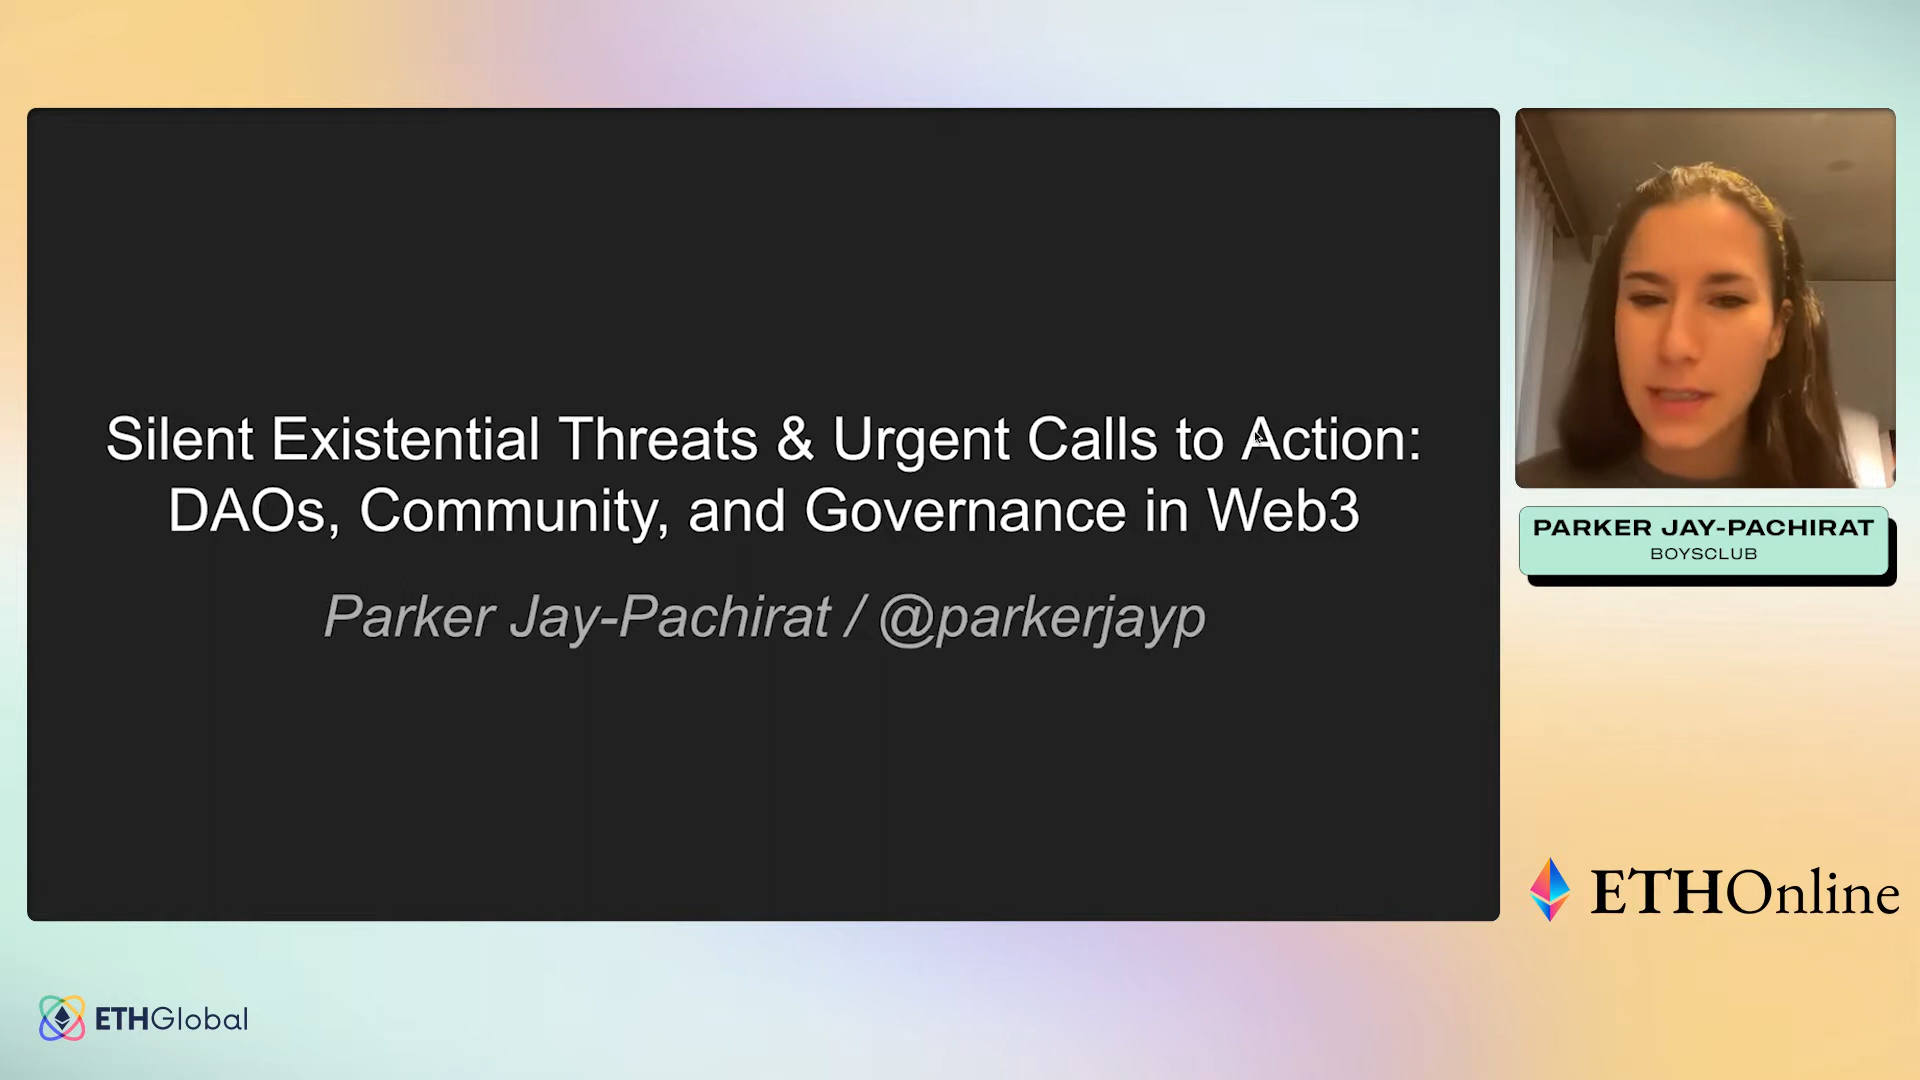 Silent Existential Threats & Urgent Calls to Action:
DAOs, Community, and Governance in Web3
Parker Jay-Pachirat / @parkerjayp
PARKER JAY-PACHIRAT
BOYSCLUB
ETHOnline
ETHGlobal